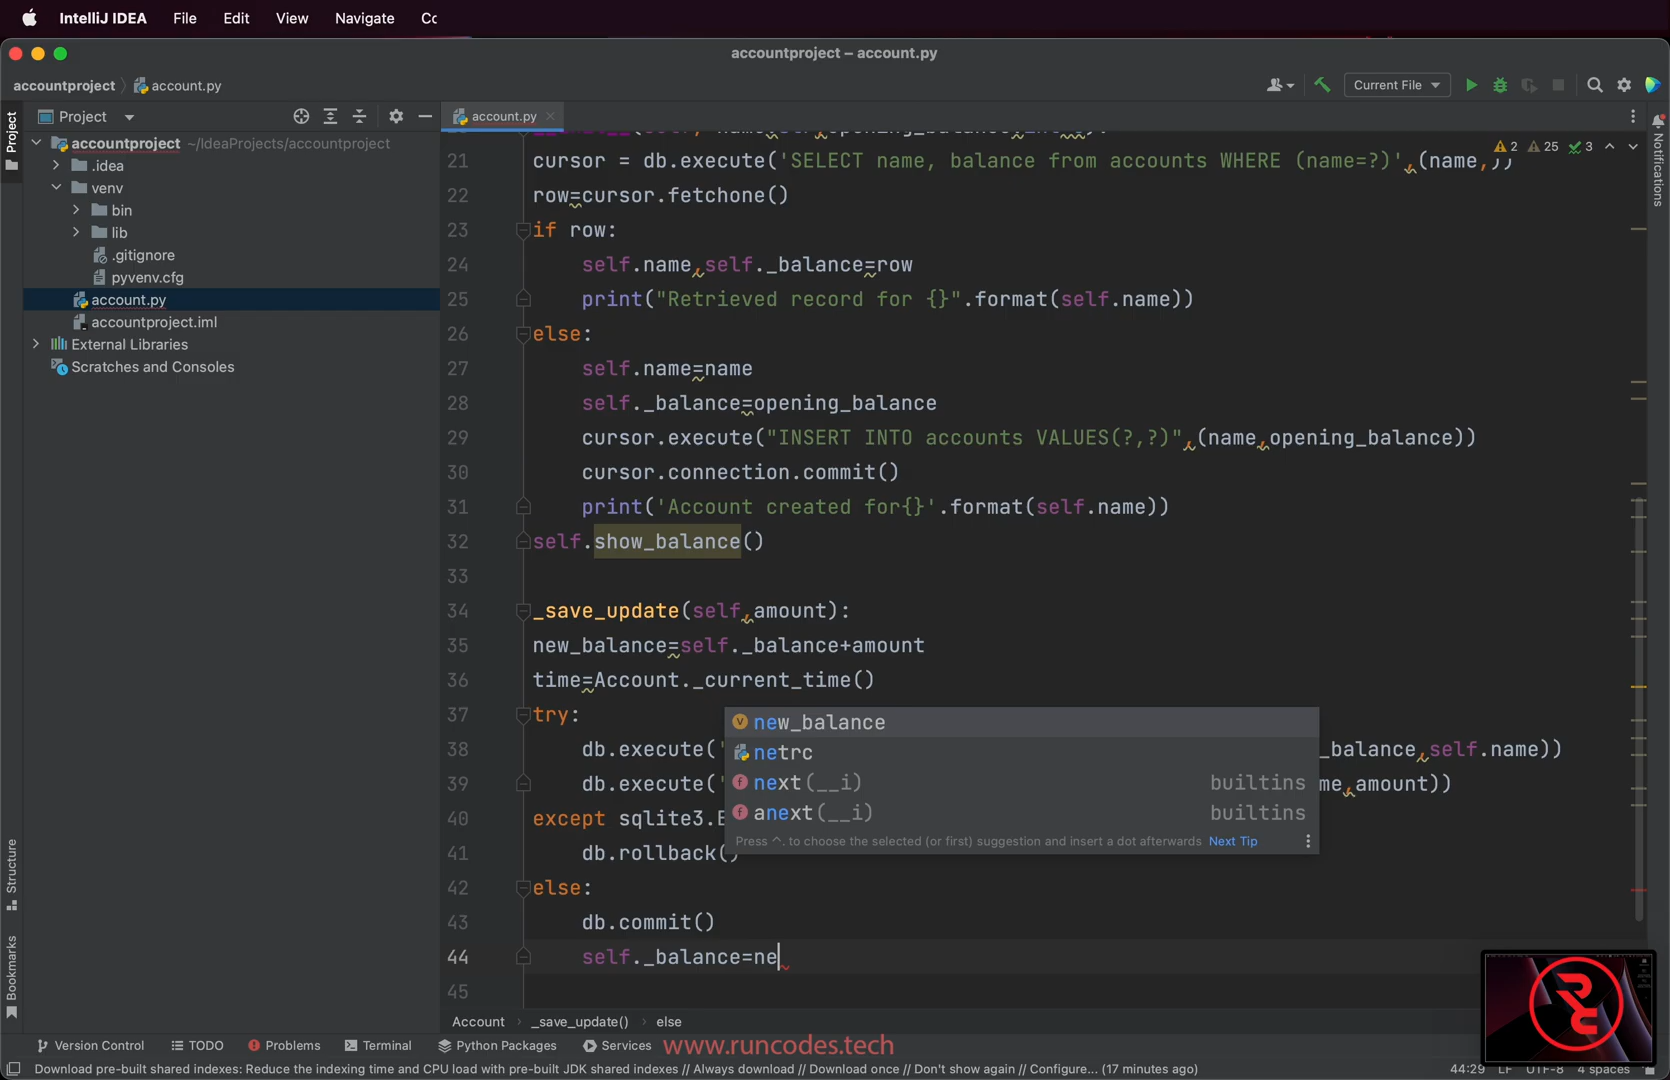 IntelliJ IDEA File Edit View Navigate Co
accountproject – account.py
accountproject account.py
Current File
Project
Project
account.py
Notifications
accountproject ~/IdeaProjects/accountproject
.idea
venv
bin
lib
.gitignore
pyvenv.cfg
account.py
accountproject.iml
External Libraries
Scratches and Consoles
2 25 3
21 cursor = db.execute('SELECT name, balance from accounts WHERE (name=?)',(name,))
22 row=cursor.fetchone()
23 if row:
24 self.name,self._balance=row
25 print("Retrieved record for {}".format(self.name))
26 else:
27 self.name=name
28 self._balance=opening_balance
29 cursor.execute("INSERT INTO accounts VALUES(?,?)",(name,opening_balance))
30 cursor.connection.commit()
31 print('Account created for{}'.format(self.name))
32 self.show_balance()
33
34 _save_update(self,amount):
35 new_balance=self._balance+amount
36 time=Account._current_time()
37 try:
38 db.execute(' _balance,self.name))
39 db.execute(' me,amount))
40 except sqlite3.E
41 db.rollback()
42 else:
43 db.commit()
44 self._balance=ne
45
new_balance
netrc
next(__i) builtins
anext(__i) builtins
Press ^. to choose the selected (or first) suggestion and insert a dot afterwards Next Tip
Structure
Bookmarks
Account _save_update() else
Version Control TODO Problems Terminal Python Packages Services
www.runcodes.tech
Download pre-built shared indexes: Reduce the indexing time and CPU load with pre-built JDK shared indexes // Always download // Download once // Don't show again // Configure... (17 minutes ago)
44:29 LF UTF-8 4 spaces